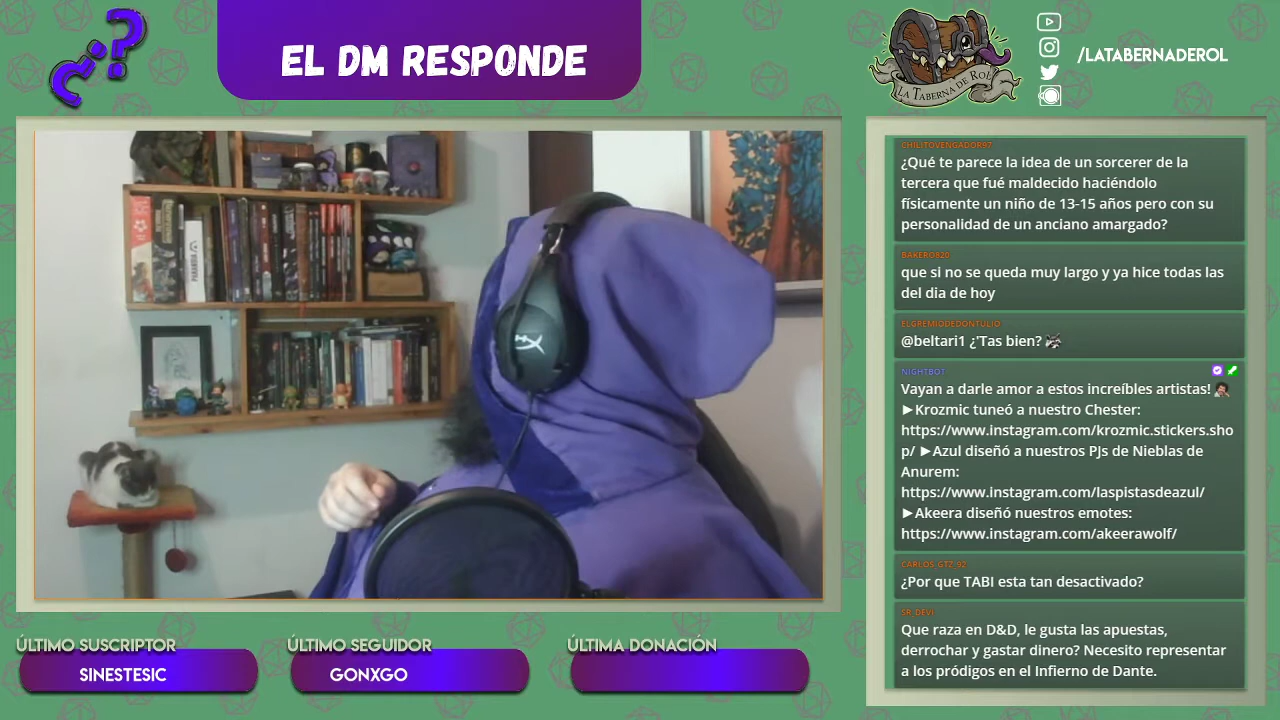 EL DM RESPONDE
LA TABERNA DE ROL
/LATABERNADEROL
CHILITOVENGADOR97
¿Qué te parece la idea de un sorcerer de la
tercera que fué maldecido haciéndolo
físicamente un niño de 13-15 años pero con su
personalidad de un anciano amargado?
BAKERO820
que si no se queda muy largo y ya hice todas las
del dia de hoy
ELGREMIODEDONTULIO
@beltari1 ¿'Tas bien?
NIGHTBOT
Vayan a darle amor a estos increíbles artistas!
►Krozmic tuneó a nuestro Chester:
https://www.instagram.com/krozmic.stickers.sho
p/ ►Azul diseñó a nuestros PJs de Nieblas de
Anurem:
https://www.instagram.com/laspistasdeazul/
►Akeera diseñó nuestros emotes:
https://www.instagram.com/akeerawolf/
CARLOS_GTZ_92
¿Por que TABI esta tan desactivado?
SR_DEVI
Que raza en D&D, le gusta las apuestas,
derrochar y gastar dinero? Necesito representar
a los pródigos en el Infierno de Dante.
ÚLTIMO SUSCRIPTOR
SINESTESIC
ÚLTIMO SEGUIDOR
GONXGO
ÚLTIMA DONACIÓN